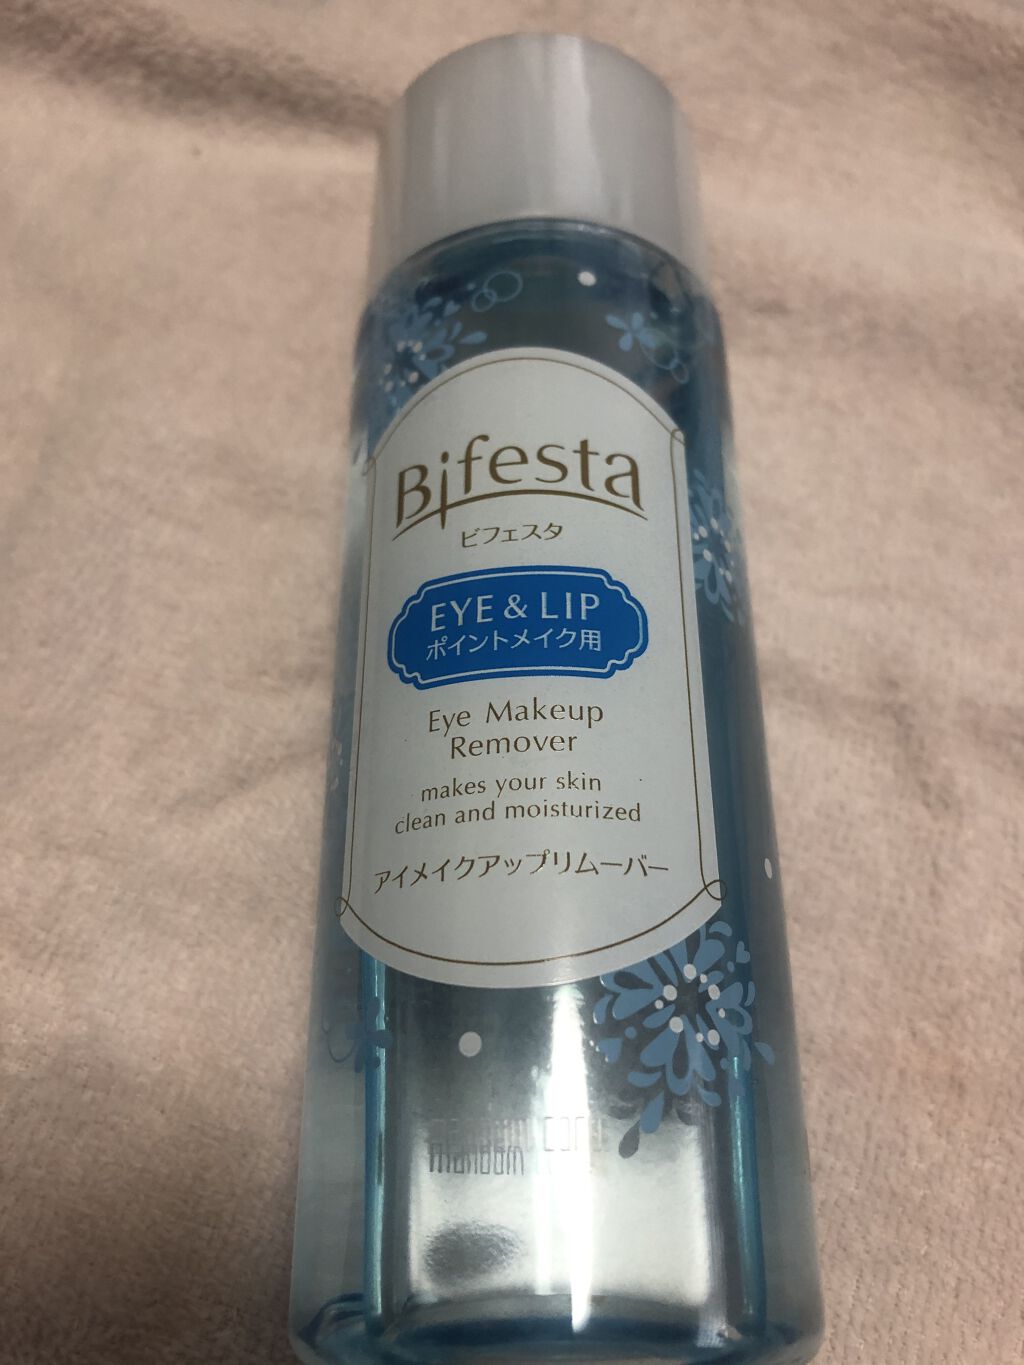 Bifesta
ビフェスタ
EYE & LIP
ポイントメイク用
Eye Makeup
Remover
makes your skin
clean and moisturized
アイメイクアップリムーバー
mandom corp.